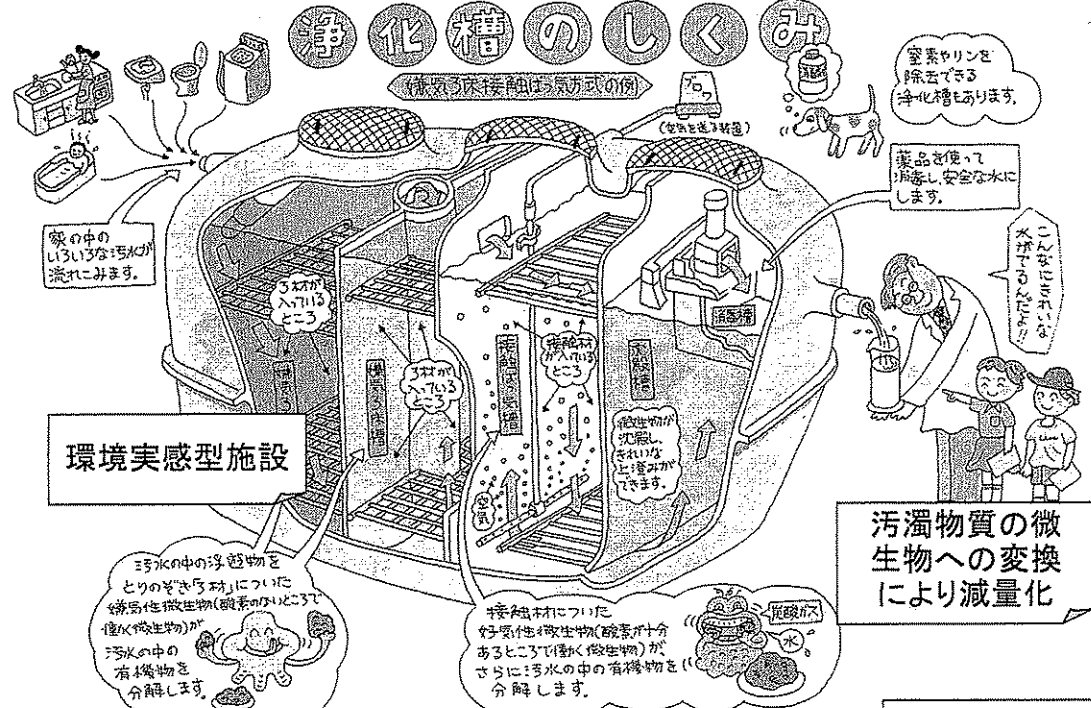 浄化槽のしくみ
嫌気ろ床接触ばっ気方式の例
ブロワ
(空気を送る装置)
消毒剤
窒素やリンを
除去できる
浄化槽もあります。
薬品を使って
消毒し、安全な水に
します。
こんなにきれいな
水がでるんだよ!!
家の中の
いろいろな汚水が
流れこみます。
ろ材が
入っている
ところ
ろ材が
入っている
ところ
接触材
が入っている
ところ
接触ばっ気槽
消毒槽
沈殿槽
微生物が
沈殿し、
きれいな
上澄みが
できます。
空気
環境実感型施設
汚濁物質の微
生物への変換
により減量化
汚水の中の浮遊物を
とりのぞき「ろ材」についた
嫌気性微生物(酸素のないところで
働く微生物)が
汚水の中の
有機物を
分解します。
接触材についた
好気性微生物(酸素が十分
あるところで働く微生物)が、
さらに汚水の中の有機物を
分解します。
炭酸ガス
水